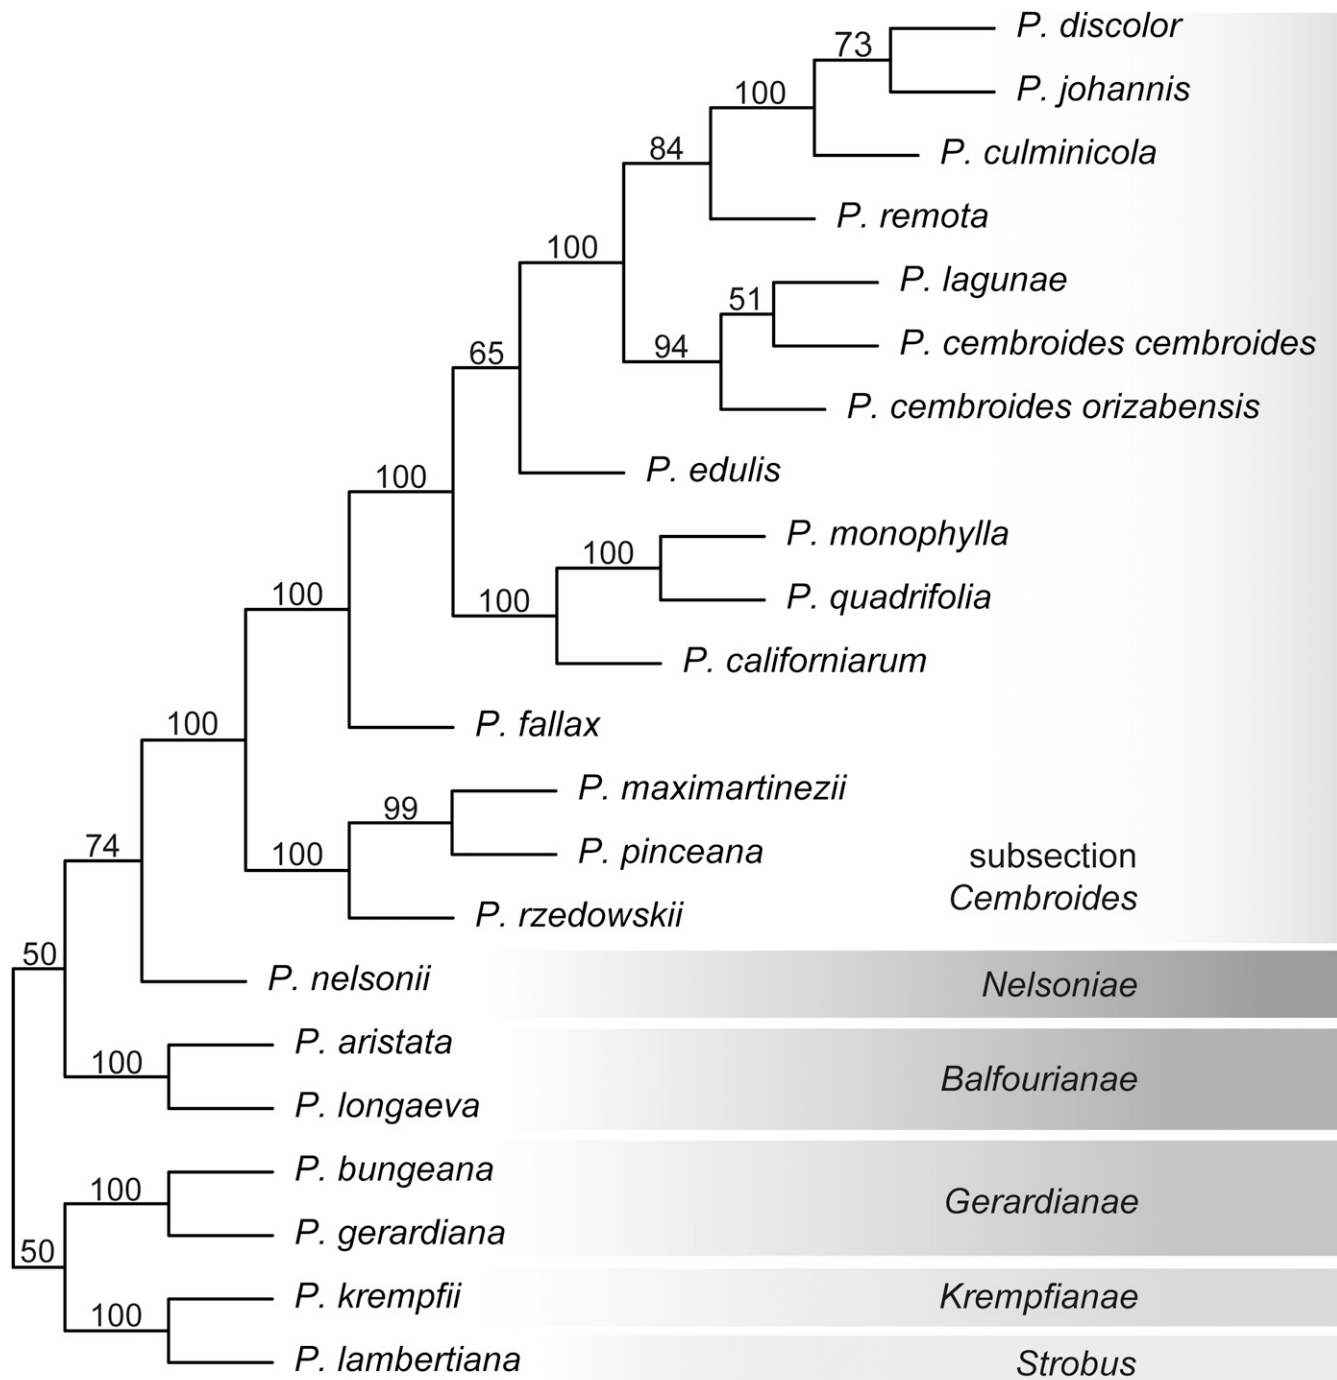 P. discolor
73
P. johannis
100
P. culminicola
84
P. remota
100
P. lagunae
51
P. cembroides cembroides
94
65
P. cembroides orizabensis
P. edulis
100
P. monophylla
100
P. quadrifolia
100
100
P. californiarum
P. fallax
100
P. maximartinezii
99
P. pinceana
100
74
subsection
Cembroides
P. rzedowskii
50
P. nelsonii
Nelsoniae
P. aristata
100
Balfourianae
P. longaeva
P. bungeana
100
Gerardianae
P. gerardiana
50
P. krempfii
Krempfianae
100
P. lambertiana
Strobus